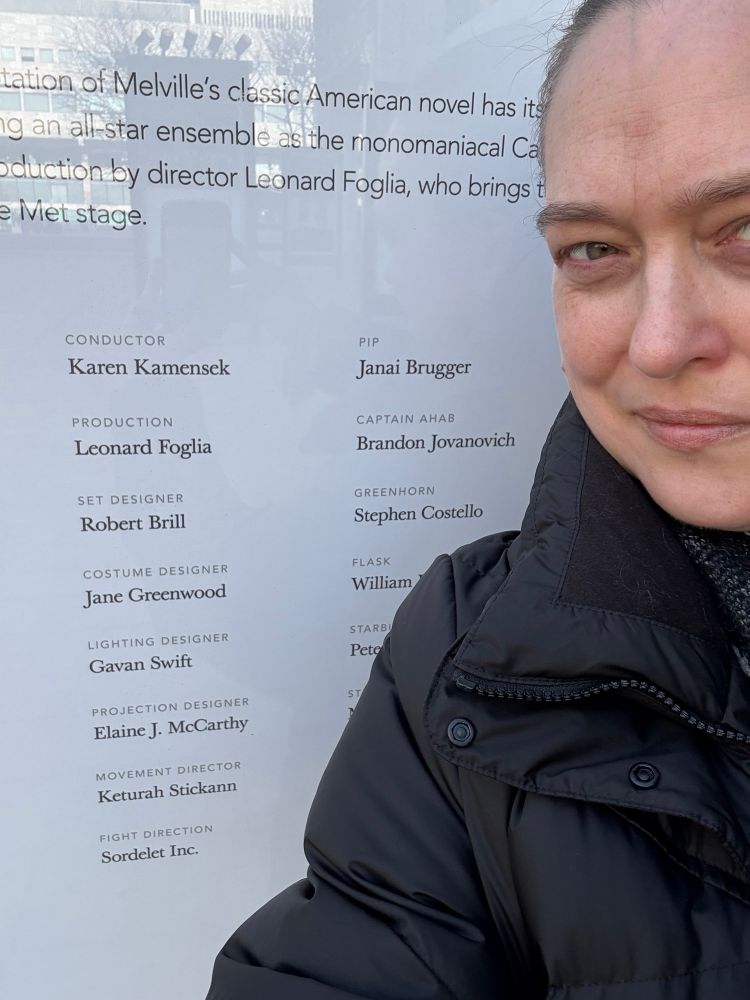 tation of Melville's classic American novel has its
ng an all-star ensemble as the monomaniacal Ca
oduction by director Leonard Foglia, who brings t
e Met stage.
CONDUCTOR
Karen Kamensek
PRODUCTION
Leonard Foglia
SET DESIGNER
Robert Brill
COSTUME DESIGNER
Jane Greenwood
LIGHTING DESIGNER
Gavan Swift
PROJECTION DESIGNER
Elaine J. McCarthy
MOVEMENT DIRECTOR
Keturah Stickann
FIGHT DIRECTION
Sordelet Inc.
PIP
Janai Brugger
CAPTAIN AHAB
Brandon Jovanovich
GREENHORN
Stephen Costello
FLASK
William
STARBU
Pete
ST